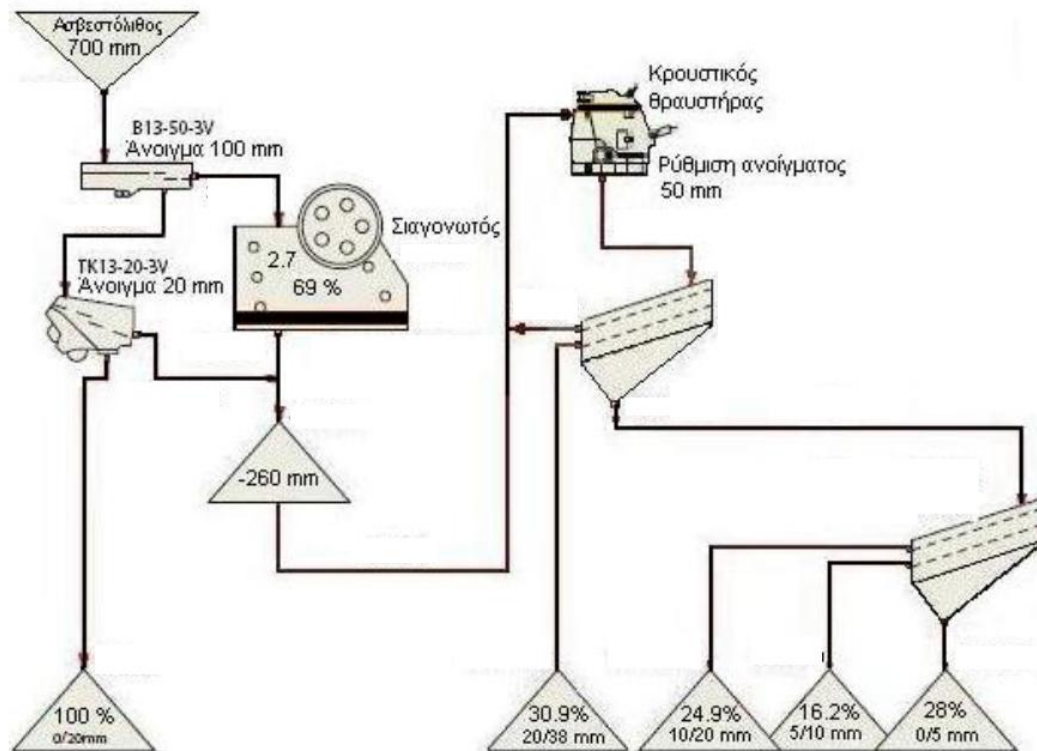 Ασβεστόλιθος
700 mm
B13-50-3V
Άνοιγμα 100 mm
TK13-20-3V
Άνοιγμα 20 mm
Σιαγονωτός
2.7
69 %
-260 mm
Κρουστικός
θραυστήρας
Ρύθμιση ανοίγματος
50 mm
100 %
0/20mm
30.9%
20/38 mm
24.9%
10/20 mm
16.2%
5/10 mm
28%
0/5 mm